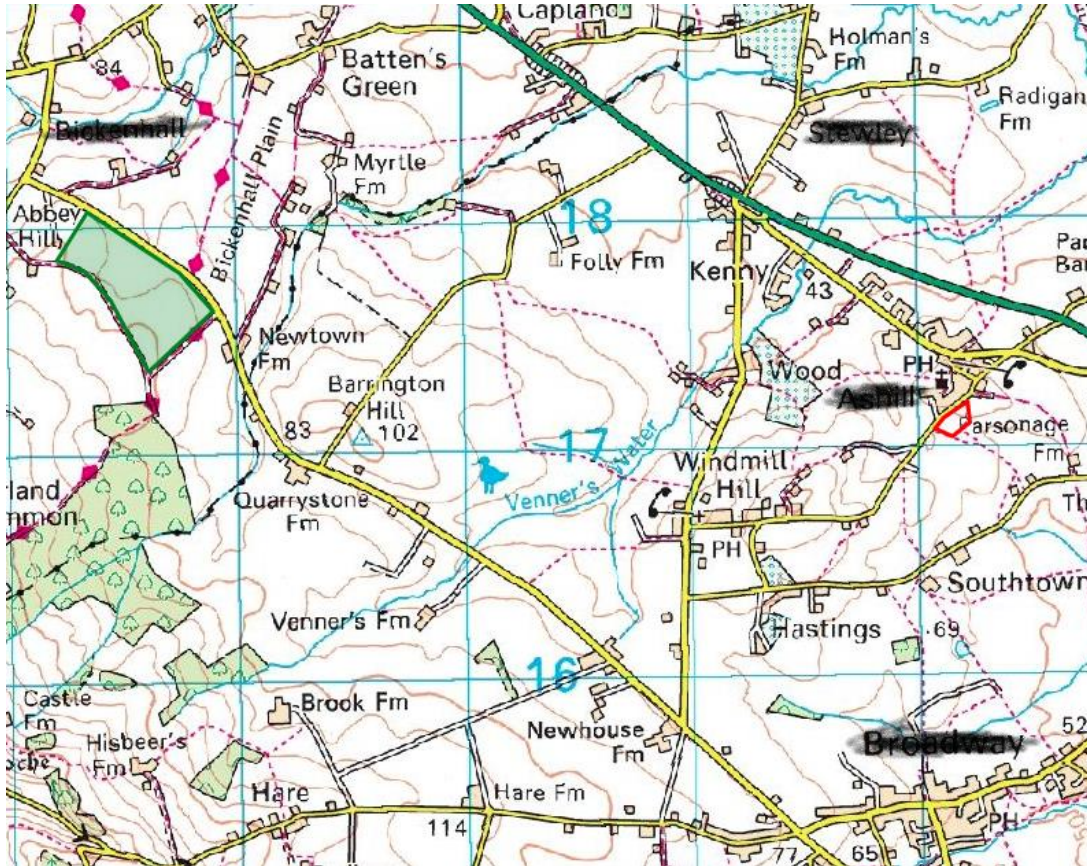 Capland
Holman's
Fm
Batten's
Green
84
Radigan
Fm
Bickenhall
Stewley
Myrtle
Fm
Bickenhall Plain
Abbey
Hill
18
Folly Fm
Kenny
43
Newtown
Fm
PH
Wood
Barrington
Hill
102
Ashill
arsonage
Fm
83
17
Venner's Water
Windmill
Hill
Quarrystone
Fm
PH
Southtown
Venner's Fm
Hastings
69
16
Castle
Fm
Brook Fm
Hisbeer's
Fm
Newhouse
Fm
Broadway
52
Hare
Hare Fm
114
PH
77
65